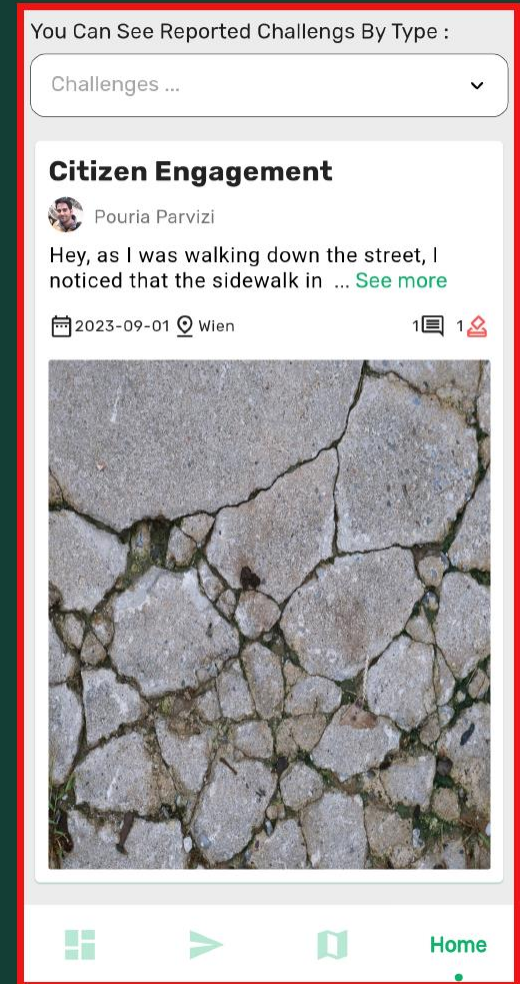 You Can See Reported Challengs By Type :
Challenges ...
Citizen Engagement
Pouria Parvizi
Hey, as I was walking down the street, I
noticed that the sidewalk in ... See more
2023-09-01 Wien 1 1
Home